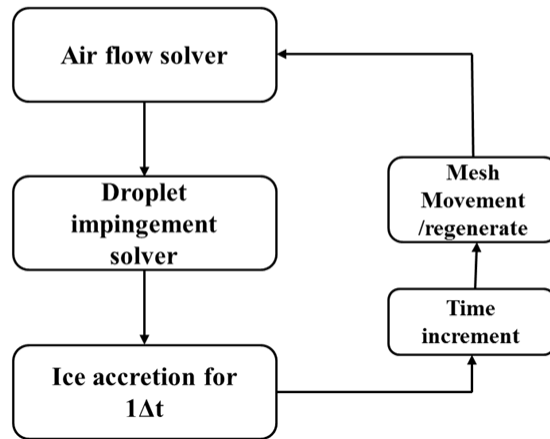 Air flow solver
Droplet
impingement
solver
Ice accretion for
1Δt
Mesh
Movement
/regenerate
Time
increment